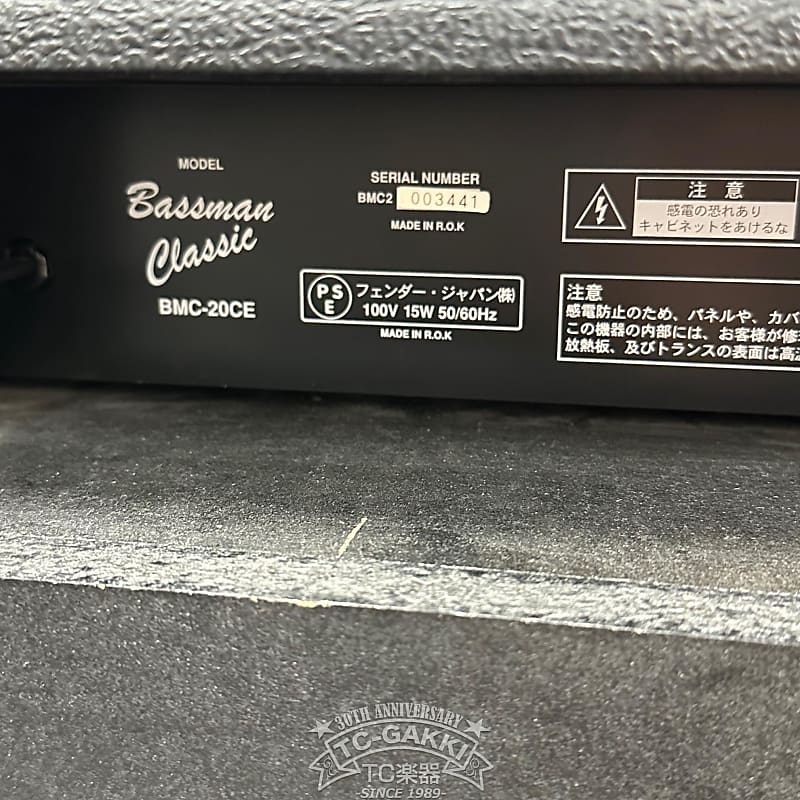 MODEL
Bassman
Classic
BMC-20CE
SERIAL NUMBER
BMC2 003441
MADE IN R.O.K
PS
E
フェンダー・ジャパン㈱
100V 15W 50/60Hz
MADE IN R.O.K
注 意
感電の恐れあり
キャビネットをあけるな
注意
感電防止のため、パネルや、カバ
この機器の内部には、お客様が修
放熱板、及びトランスの表面は高
30TH ANNIVERSARY
TC-GAKKI
TC楽器
-SINCE 1989-